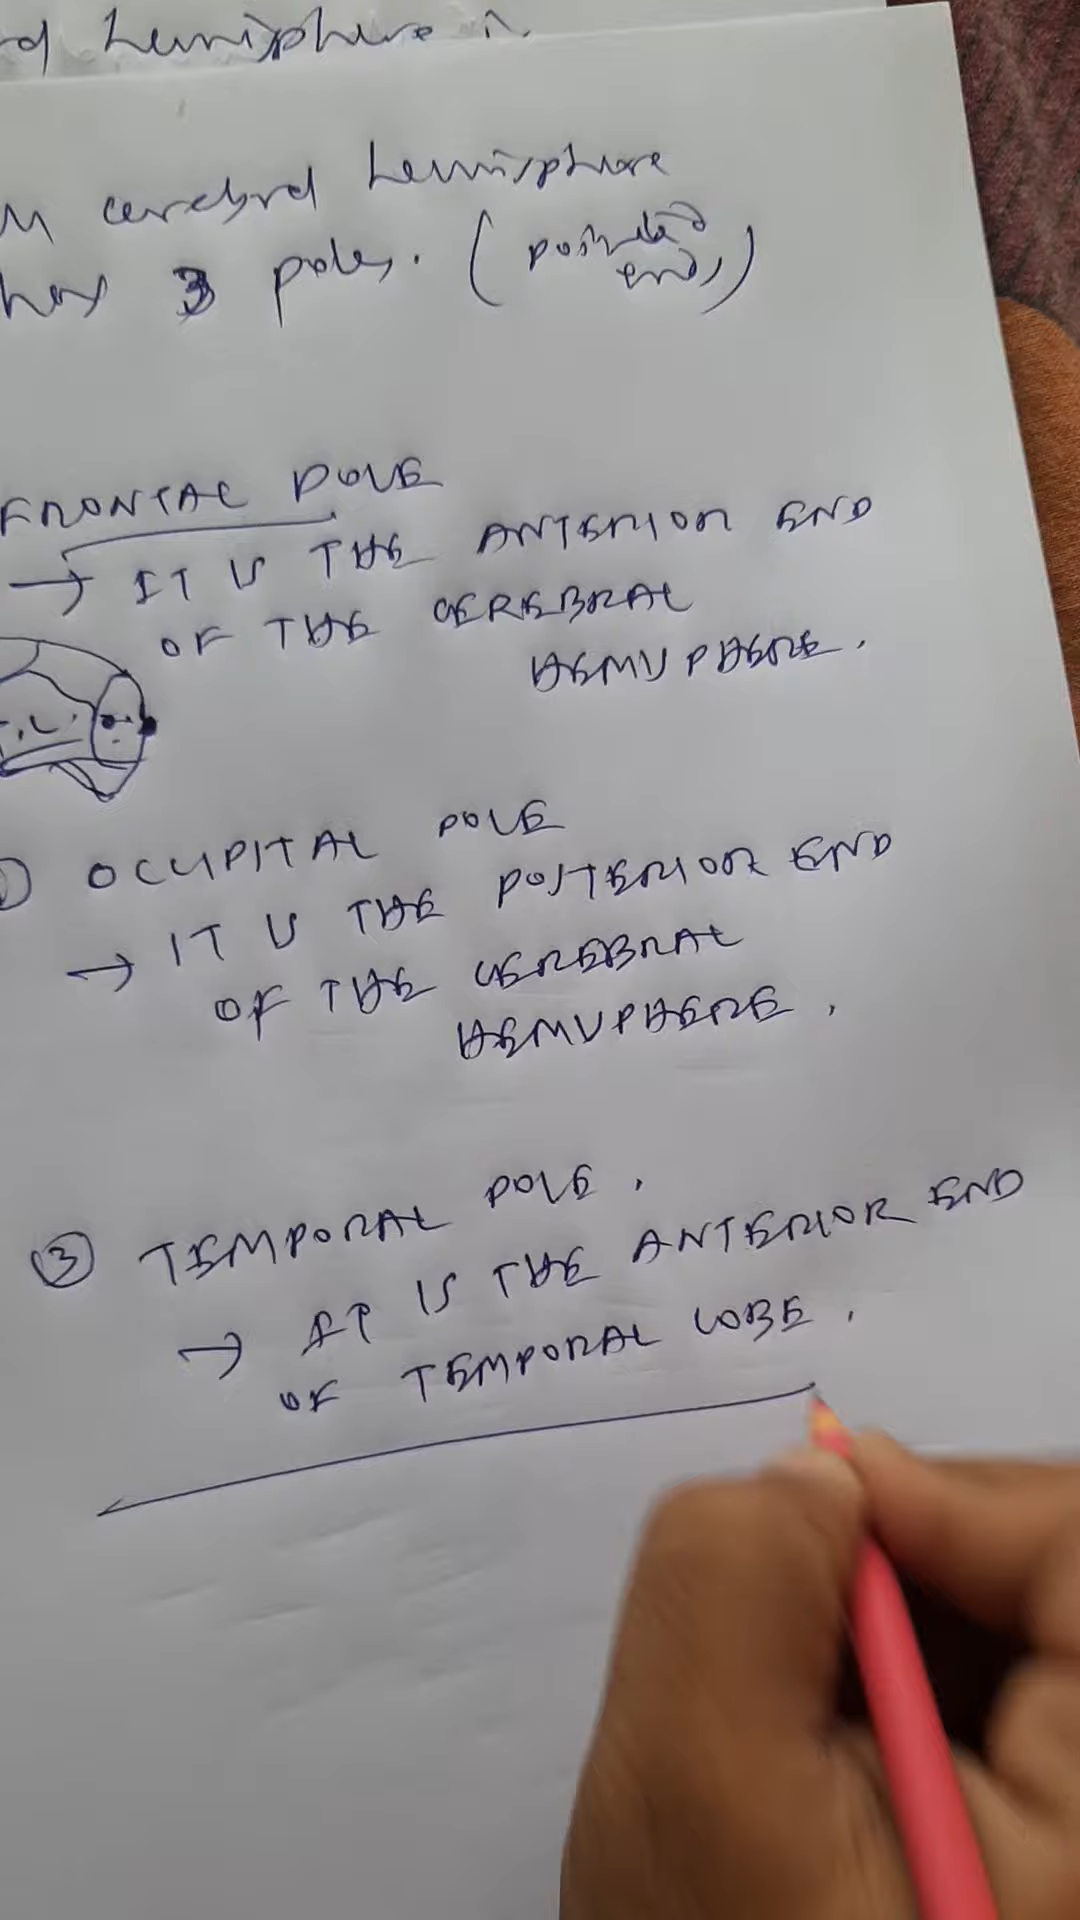 hemisphere
cerebral hemisphere
has 3 poles. (pointed
ends)
FRONTAL POLE
→ IT IS THE ANTERIOR END
OF THE CEREBRAL
HEMISPHERE.
OCCIPITAL POLE
→ IT IS THE POSTERIOR END
OF THE CEREBRAL
HEMISPHERE.
③ TEMPORAL POLE.
→ IT IS THE ANTERIOR END
OF TEMPORAL LOBE.